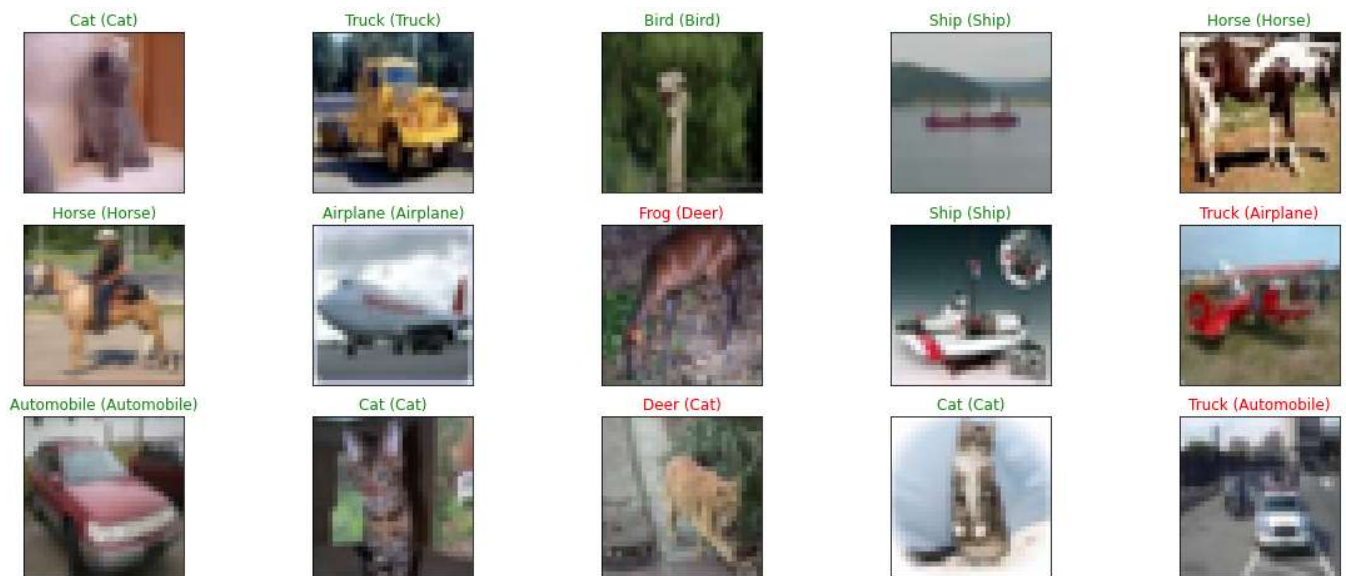 Cat (Cat) Truck (Truck) Bird (Bird) Ship (Ship) Horse (Horse)
Horse (Horse) Airplane (Airplane) Frog (Deer) Ship (Ship) Truck (Airplane)
Automobile (Automobile) Cat (Cat) Deer (Cat) Cat (Cat) Truck (Automobile)